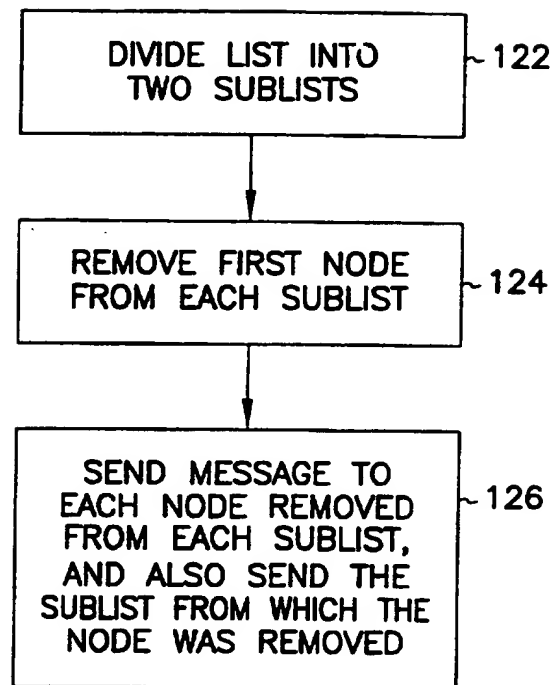 DIVIDE LIST INTO
TWO SUBLISTS
122
REMOVE FIRST NODE
FROM EACH SUBLIST
124
SEND MESSAGE TO
EACH NODE REMOVED
FROM EACH SUBLIST,
AND ALSO SEND THE
SUBLIST FROM WHICH THE
NODE WAS REMOVED
126